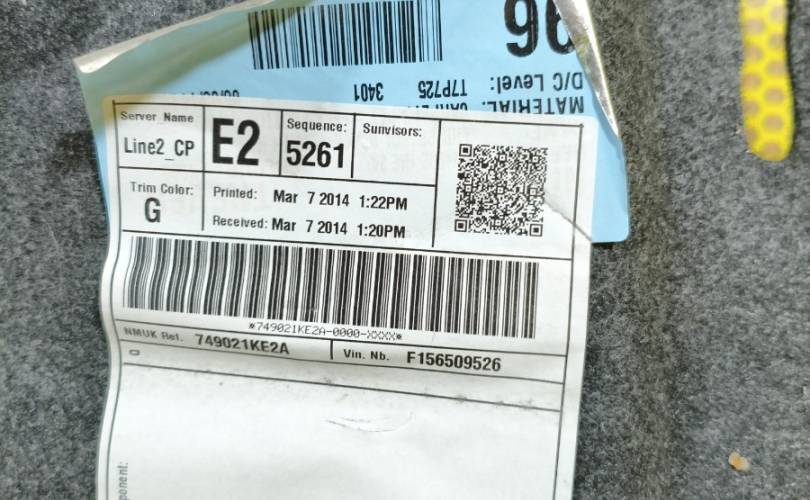 96
D/C Level: T7P725 3401
MATERIAL:
Server Name
Line2_CP
E2
Sequence:
5261
Sunvisors:
Trim Color:
G
Printed: Mar 7 2014 1:22PM
Received: Mar 7 2014 1:20PM
*749021KE2A-0000-XXXX*
NMUK Ref. 749021KE2A
Vin. Nb. F156509526